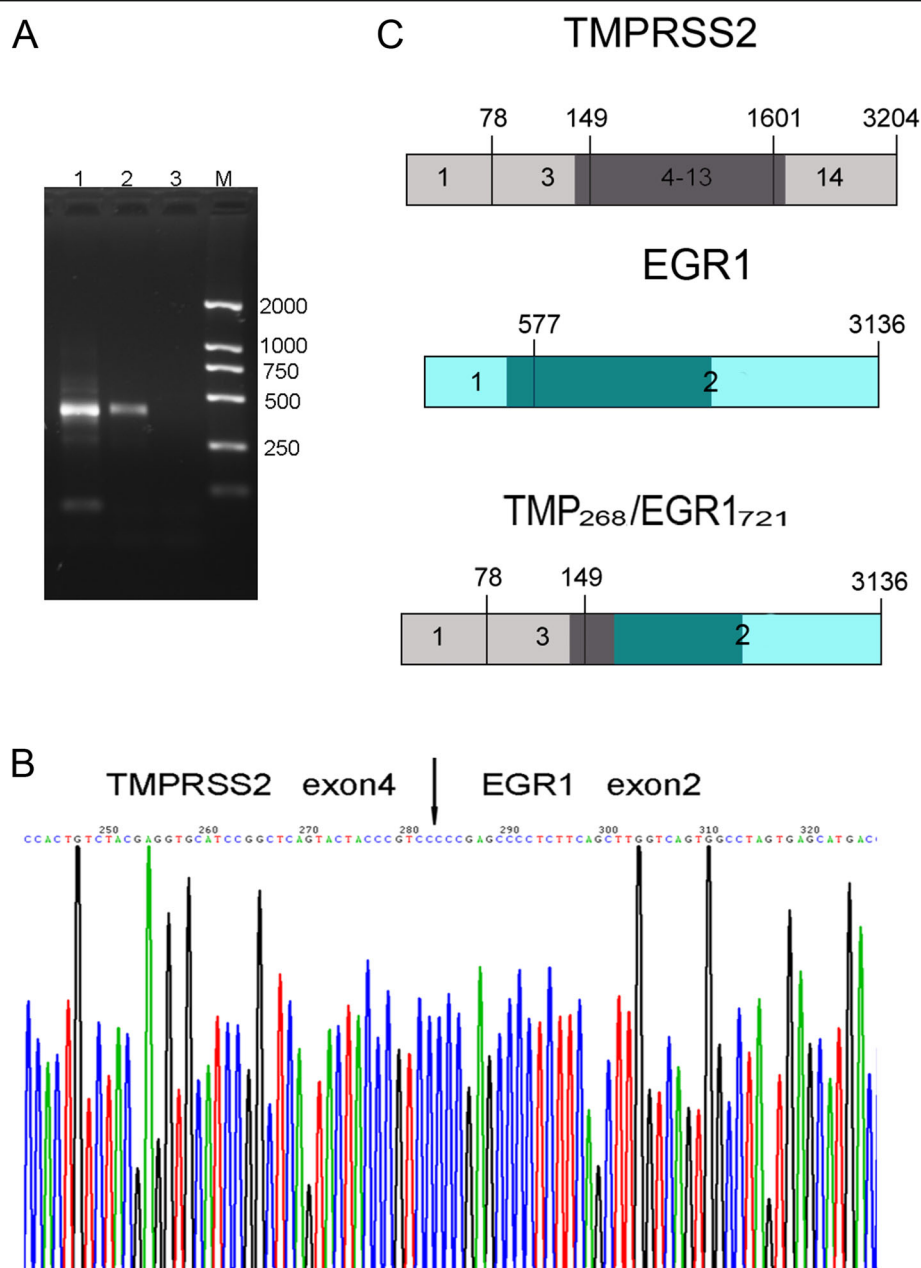 A
1 2 3 M
2000
1000
750
500
250
C
TMPRSS2
78 149 1601 3204
1 3 4-13 14
EGR1
577 3136
1 2
TMP268/EGR1721
78 149 3136
1 3 2
B
TMPRSS2 exon4 EGR1 exon2
250 260 270 280 290 300 310 320
CCACTGTCTACGAGGTGCATCCGGCTCAGTACTACCCGTCCCCCGAGCCCCTCTTCAGCTTGGTCAGTGGCCTAGTGAGCATGAC